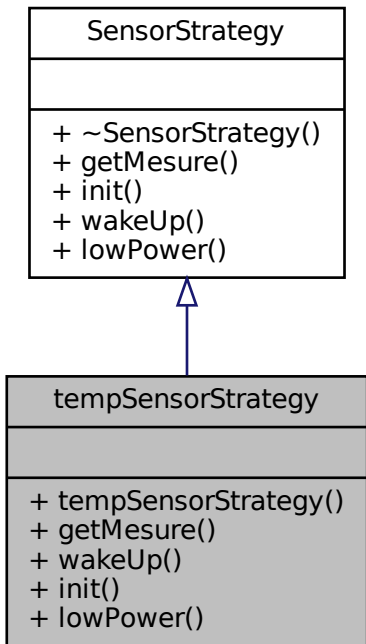 SensorStrategy
+ ~SensorStrategy()
+ getMesure()
+ init()
+ wakeUp()
+ lowPower()
tempSensorStrategy
+ tempSensorStrategy()
+ getMesure()
+ wakeUp()
+ init()
+ lowPower()